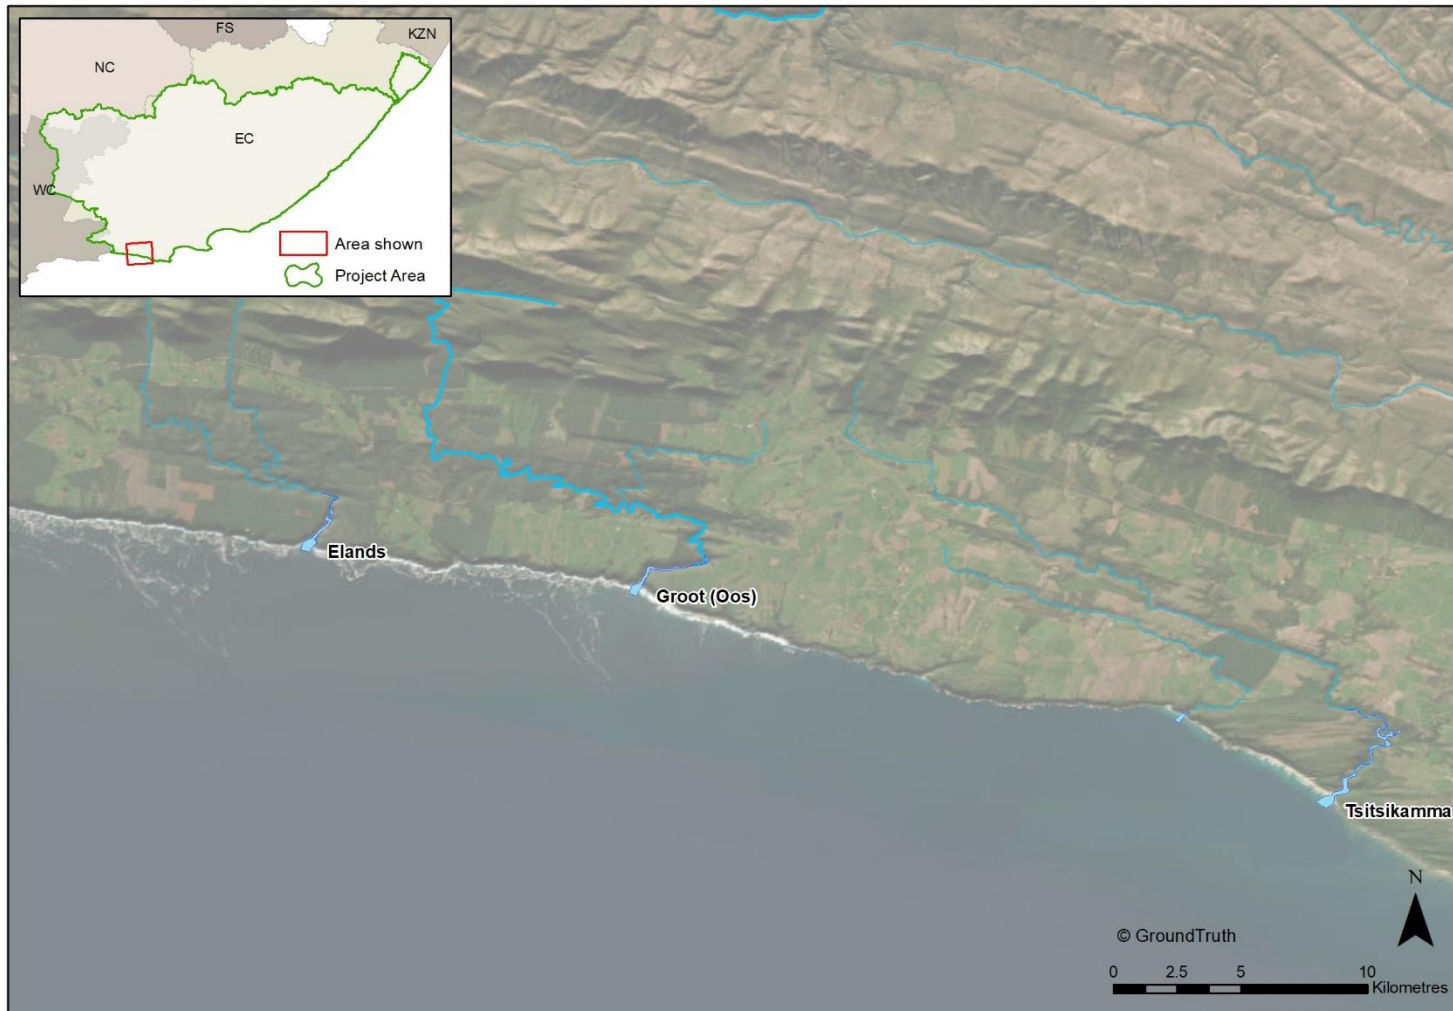 FS
KZN
NC
EC
WC
Area shown
Project Area
Elands
Groot (Oos)
Tsitsikamma
N
© GroundTruth
0 2.5 5 10
Kilometres